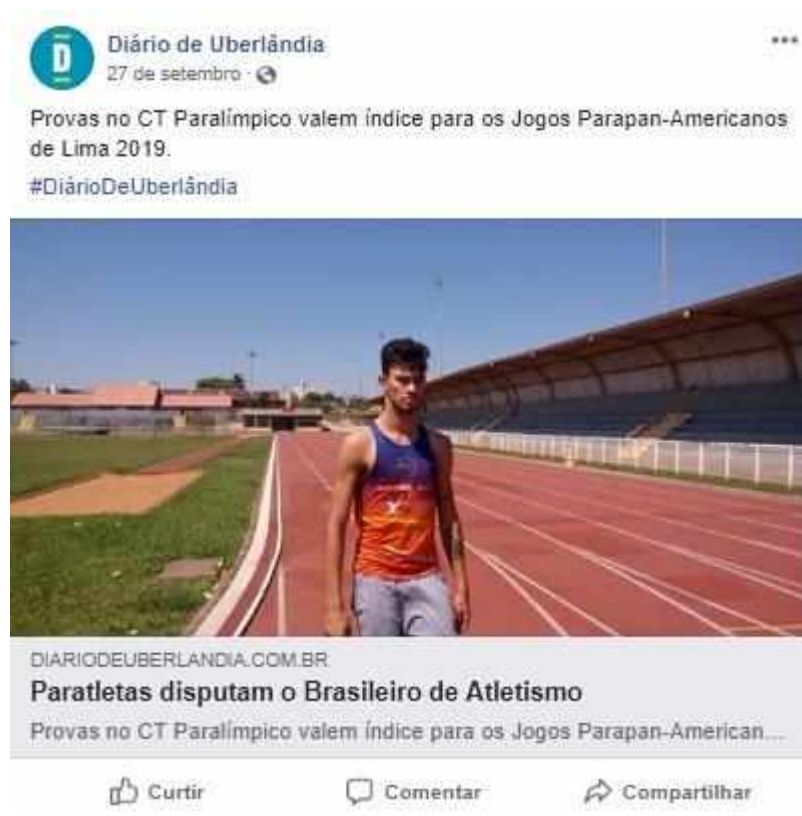 Diário de Uberlândia
27 de setembro ·
Provas no CT Paralímpico valem índice para os Jogos Parapan-Americanos
de Lima 2019.
#DiárioDeUberlândia
DIARIODEUBERLANDIA.COM.BR
Paratletas disputam o Brasileiro de Atletismo
Provas no CT Paralímpico valem índice para os Jogos Parapan-American...
Curtir Comentar Compartilhar